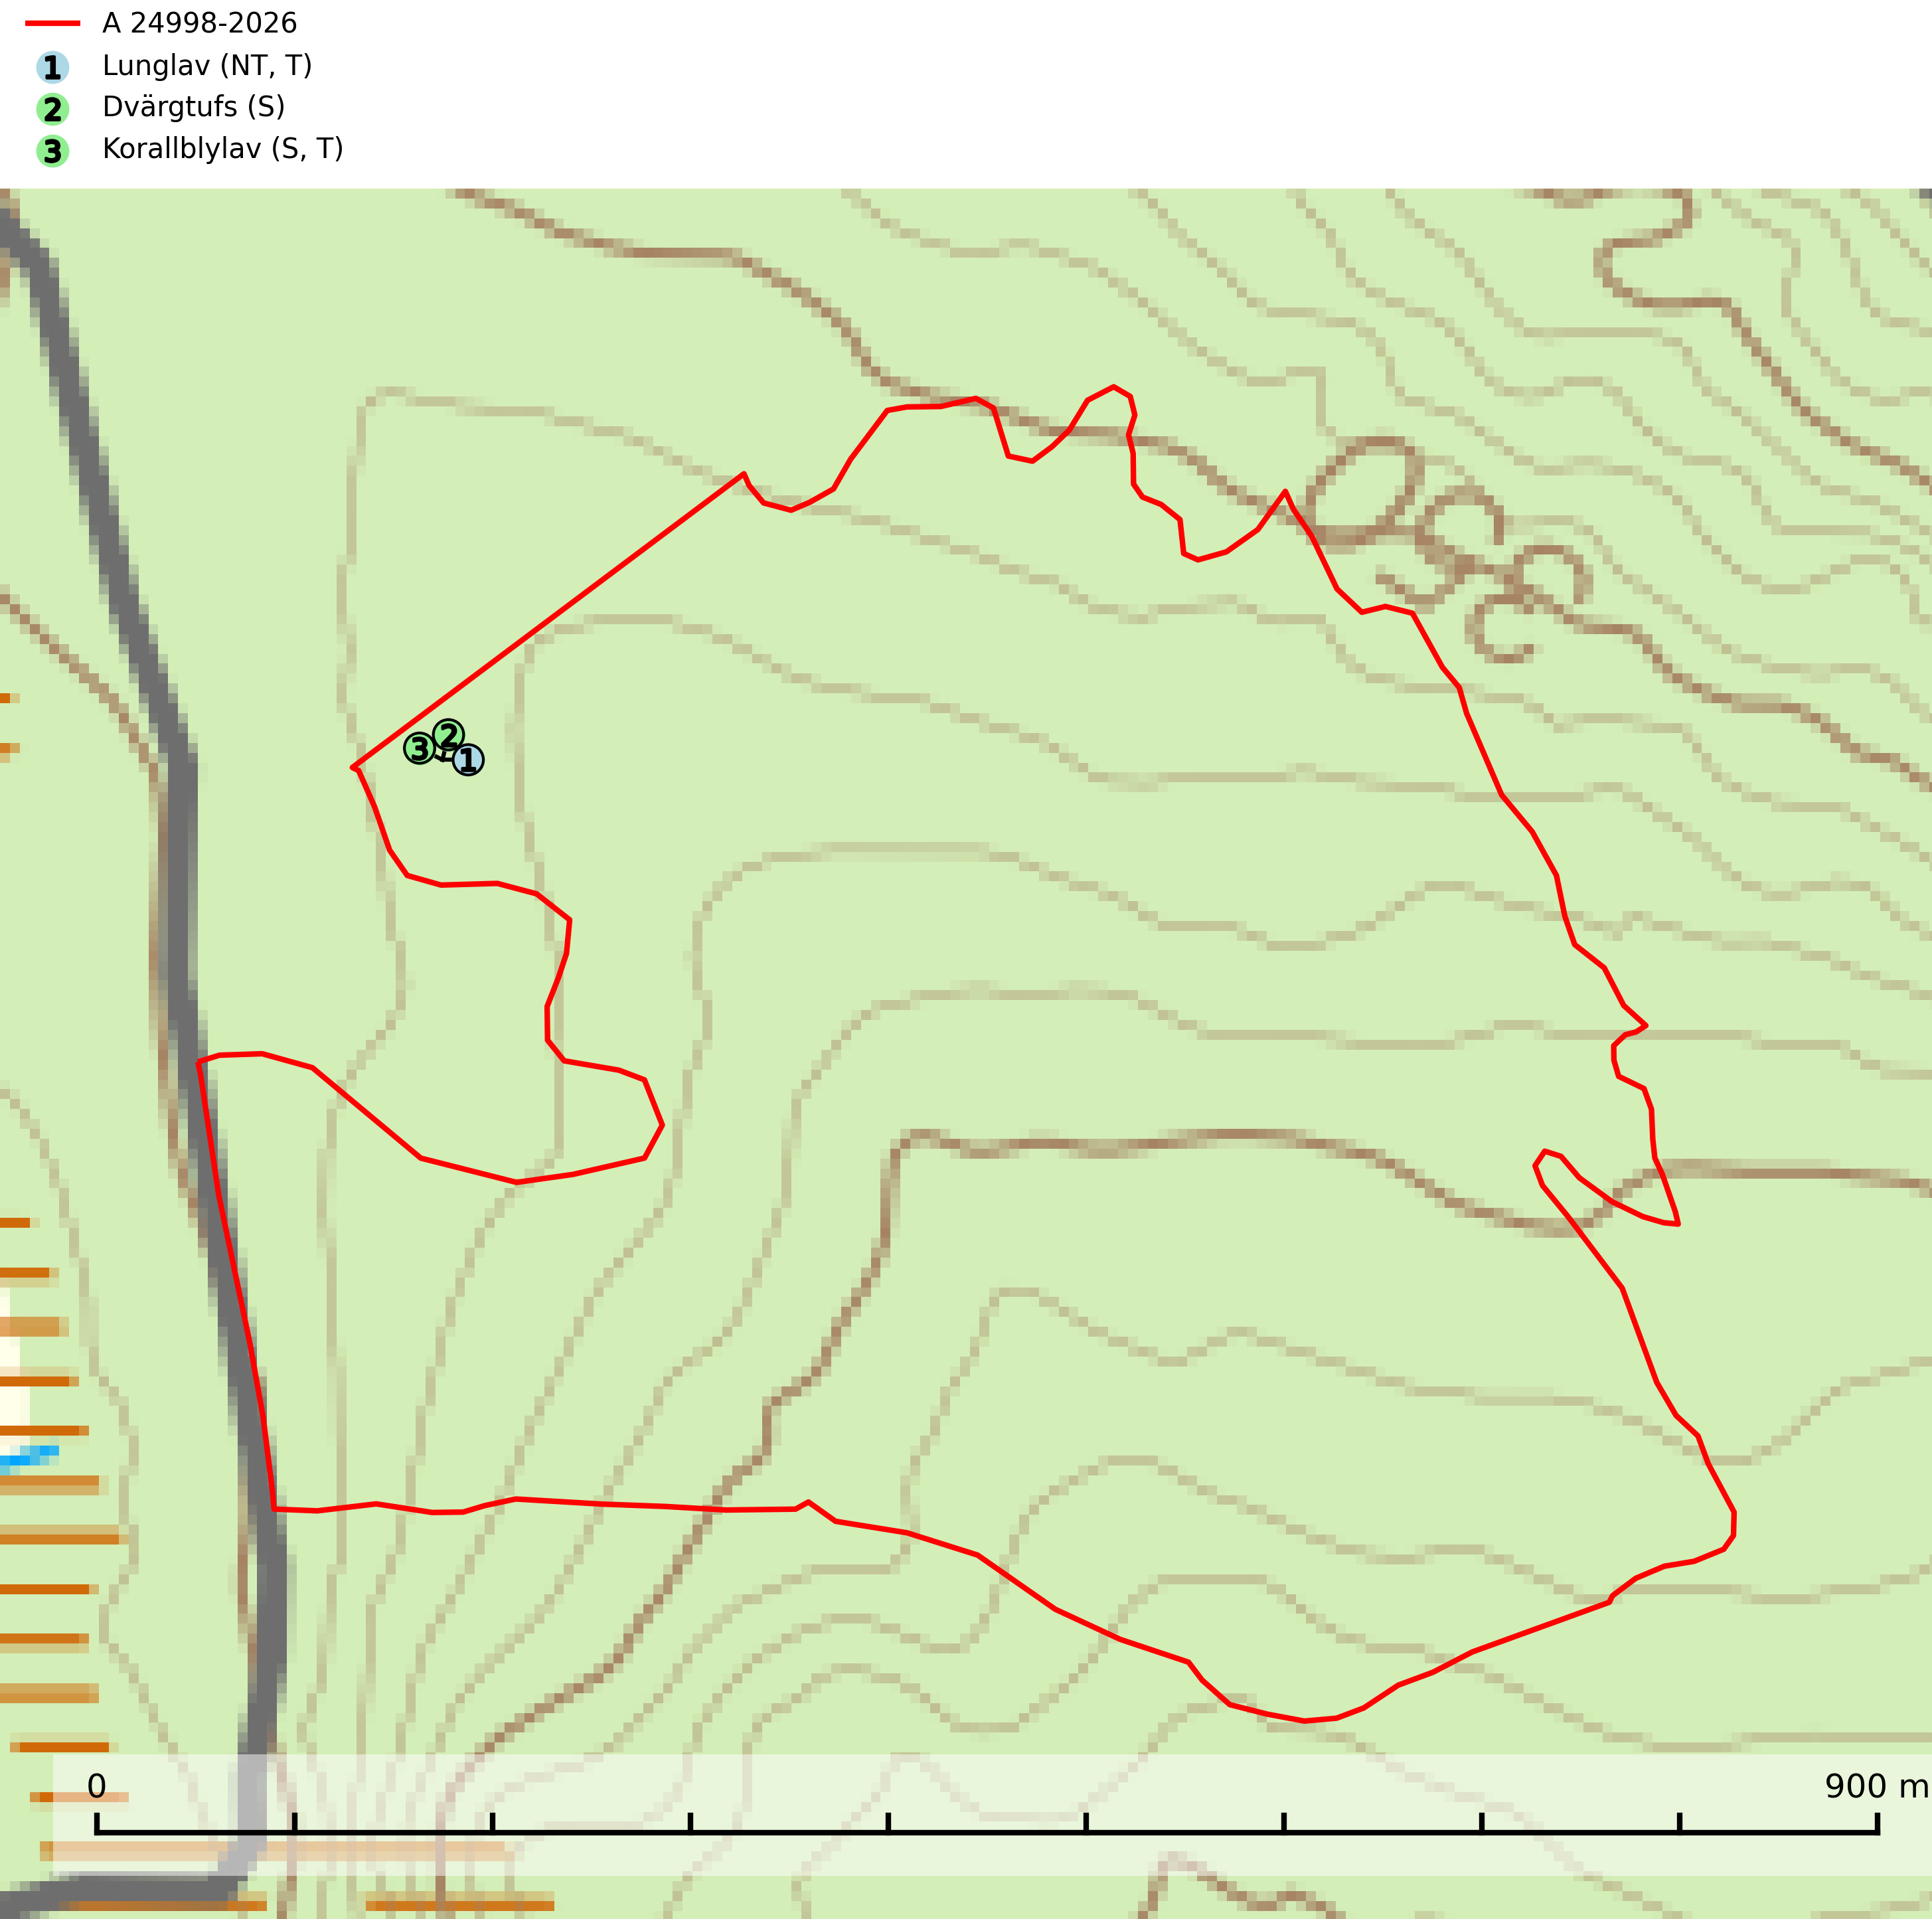 A 24998-2026
1 Lunglav (NT, T)
2 Dvärgtufs (S)
3 Korallblylav (S, T)
2
3
1
0 900 m